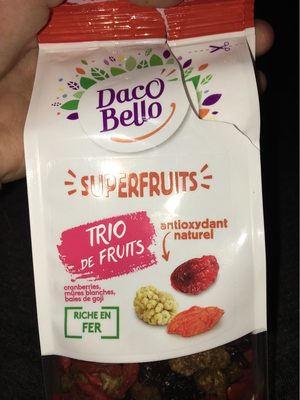 DacO
Bello
SUPERFRUITS
TRIO
DE FRUITS
antioxydant
naturel
cranberries,
mûres blanches,
baies de goji
RICHE EN
FER